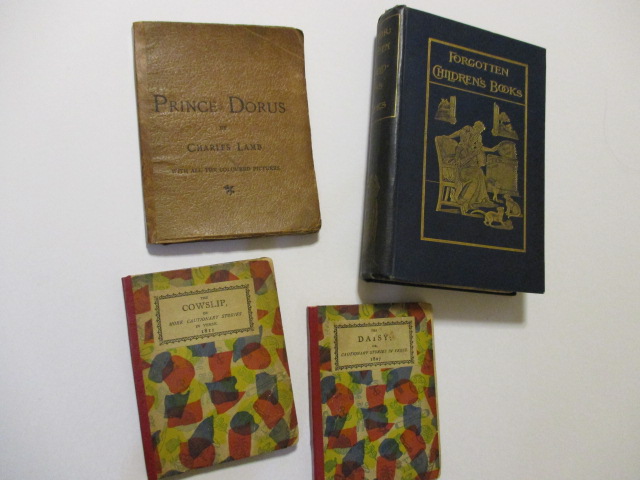 PRINCE DORUS
BY
CHARLES LAMB
WITH ALL THE COLOURED PICTURES
FORGOTTEN
CHILDREN'S BOOKS
THE
COWSLIP,
OR
MORE CAUTIONARY STORIES
IN VERSE.
1811
THE
DAISY
OR,
CAUTIONARY STORIES IN VERSE
1807